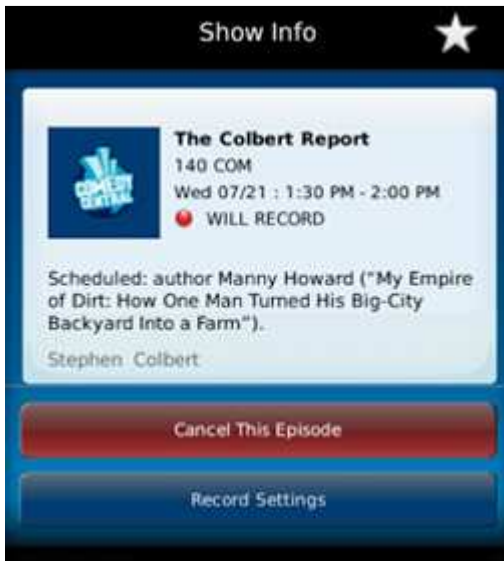 Show Info
The Colbert Report
140 COM
COMEDY
CENTRAL
Wed 07/21 : 1:30 PM - 2:00 PM
WILL RECORD
Scheduled: author Manny Howard ("My Empire
of Dirt: How One Man Turned His Big-City
Backyard Into a Farm").
Stephen Colbert
Cancel This Episode
Record Settings